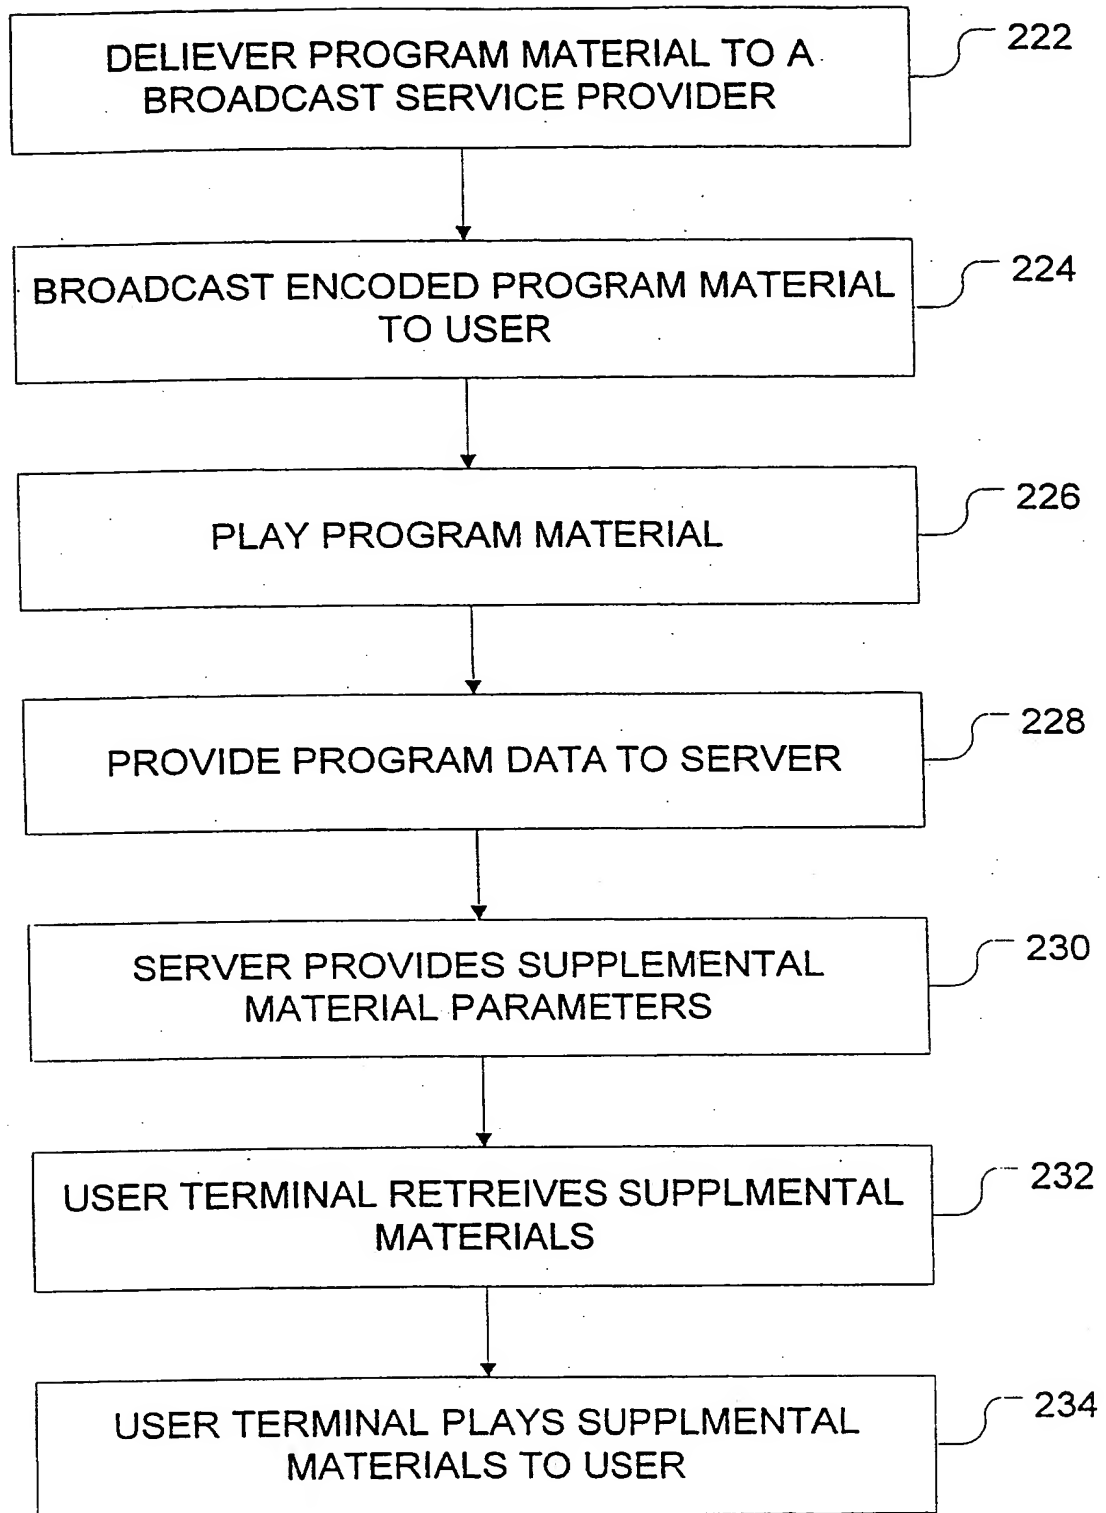 DELIEVER PROGRAM MATERIAL TO A
BROADCAST SERVICE PROVIDER
222
BROADCAST ENCODED PROGRAM MATERIAL
TO USER
224
PLAY PROGRAM MATERIAL
226
PROVIDE PROGRAM DATA TO SERVER
228
SERVER PROVIDES SUPPLEMENTAL
MATERIAL PARAMETERS
230
USER TERMINAL RETREIVES SUPPLMENTAL
MATERIALS
232
USER TERMINAL PLAYS SUPPLMENTAL
MATERIALS TO USER
234